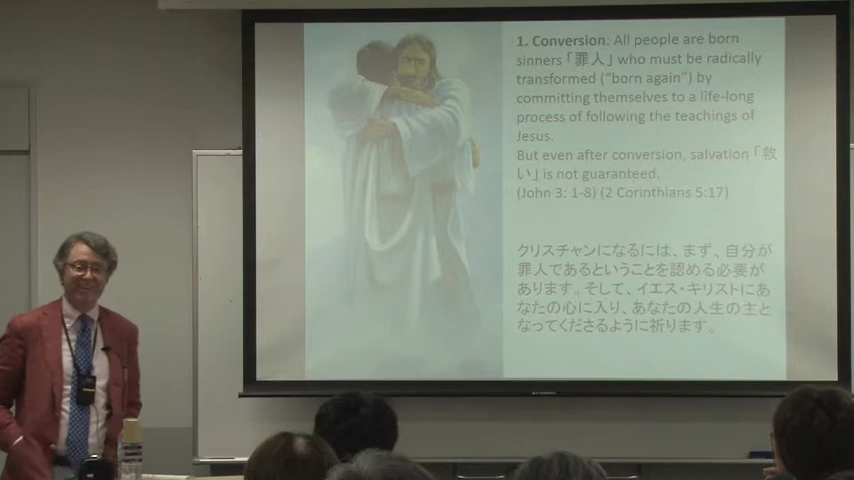 1. Conversion: All people are born
sinners「罪人」who must be radically
transformed (“born again”) by
committing themselves to a life-long
process of following the teachings of
Jesus.
But even after conversion, salvation「救
い」is not guaranteed.
(John 3: 1-8) (2 Corinthians 5:17)
クリスチャンになるには、まず、自分が
罪人であるということを認める必要が
あります。そして、イエス・キリストにあ
なたの心に入り、あなたの人生の主と
なってくださるように祈ります。